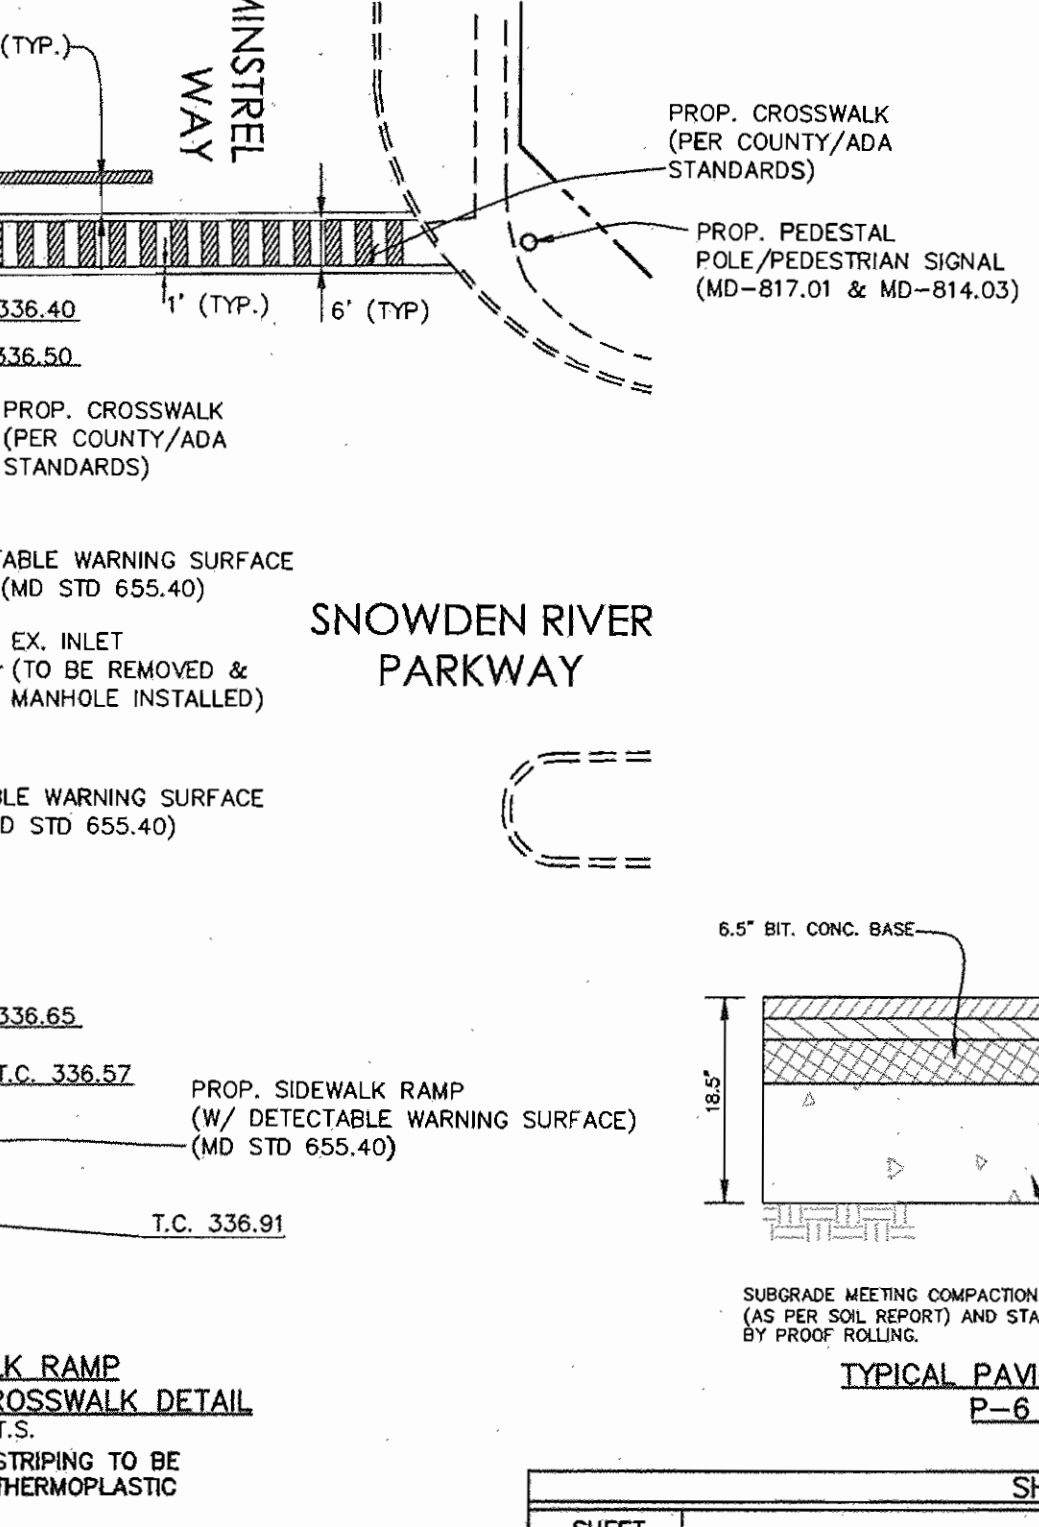 (TYP.)
MINSTREL
WAY
PROP. CROSSWALK
(PER COUNTY/ADA
STANDARDS)
PROP. PEDESTAL
POLE/PEDESTRIAN SIGNAL
(MD-817.01 & MD-814.03)
1' (TYP.)
6' (TYP)
336.40
336.50
PROP. CROSSWALK
(PER COUNTY/ADA
STANDARDS)
TABLE WARNING SURFACE
(MD STD 655.40)
EX. INLET
(TO BE REMOVED &
MANHOLE INSTALLED)
SNOWDEN RIVER
PARKWAY
BLE WARNING SURFACE
D STD 655.40)
6.5" BIT. CONC. BASE
18.5"
336.65
T.C. 336.57
PROP. SIDEWALK RAMP
(W/ DETECTABLE WARNING SURFACE)
(MD STD 655.40)
T.C. 336.91
SUBGRADE MEETING COMPACTION
(AS PER SOIL REPORT) AND STA
BY PROOF ROLLING.
LK RAMP
ROSSWALK DETAIL
T.S.
STRIPING TO BE
THERMOPLASTIC
TYPICAL PAVI
P-6
SH
SHEET